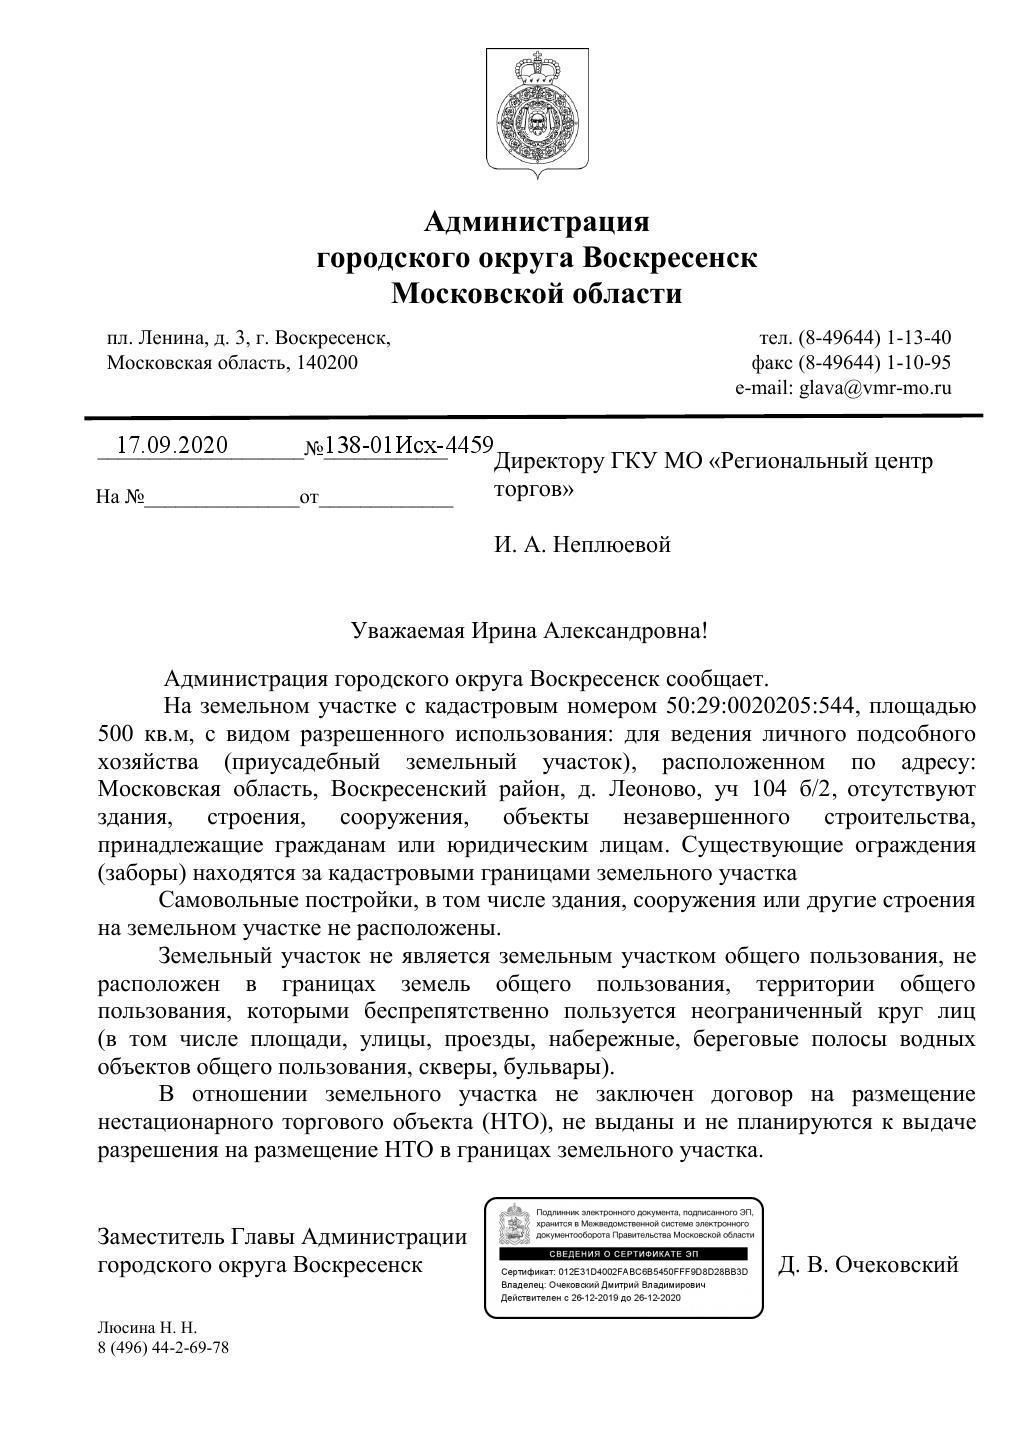 Администрация
городского округа Воскресенск
Московской области
пл. Ленина, д. 3, г. Воскресенск,
Московская область, 140200
тел. (8-49644) 1-13-40
факс (8-49644) 1-10-95
e-mail: glava@vmr-mo.ru
17.09.2020 №138-01Исх-4459
На №_______________от_____________
Директору ГКУ МО «Региональный центр
торгов»
И. А. Неплюевой
Уважаемая Ирина Александровна!
Администрация городского округа Воскресенск сообщает.
На земельном участке с кадастровым номером 50:29:0020205:544, площадью
500 кв.м, с видом разрешенного использования: для ведения личного подсобного
хозяйства (приусадебный земельный участок), расположенном по адресу:
Московская область, Воскресенский район, д. Леоново, уч 104 б/2, отсутствуют
здания, строения, сооружения, объекты незавершенного строительства,
принадлежащие гражданам или юридическим лицам. Существующие ограждения
(заборы) находятся за кадастровыми границами земельного участка
Самовольные постройки, в том числе здания, сооружения или другие строения
на земельном участке не расположены.
Земельный участок не является земельным участком общего пользования, не
расположен в границах земель общего пользования, территории общего
пользования, которыми беспрепятственно пользуется неограниченный круг лиц
(в том числе площади, улицы, проезды, набережные, береговые полосы водных
объектов общего пользования, скверы, бульвары).
В отношении земельного участка не заключен договор на размещение
нестационарного торгового объекта (НТО), не выданы и не планируются к выдаче
разрешения на размещение НТО в границах земельного участка.
Заместитель Главы Администрации
городского округа Воскресенск
Подлинник электронного документа, подписанного ЭП,
хранится в Межведомственной системе электронного
документооборота Правительства Московской области
СВЕДЕНИЯ О СЕРТИФИКАТЕ ЭП
Сертификат: 012E31D4002FABC6B5450FFF9D8D28BB3D
Владелец: Очековский Дмитрий Владимирович
Действителен с 26-12-2019 до 26-12-2020
Д. В. Очековский
Люсина Н. Н.
8 (496) 44-2-69-78